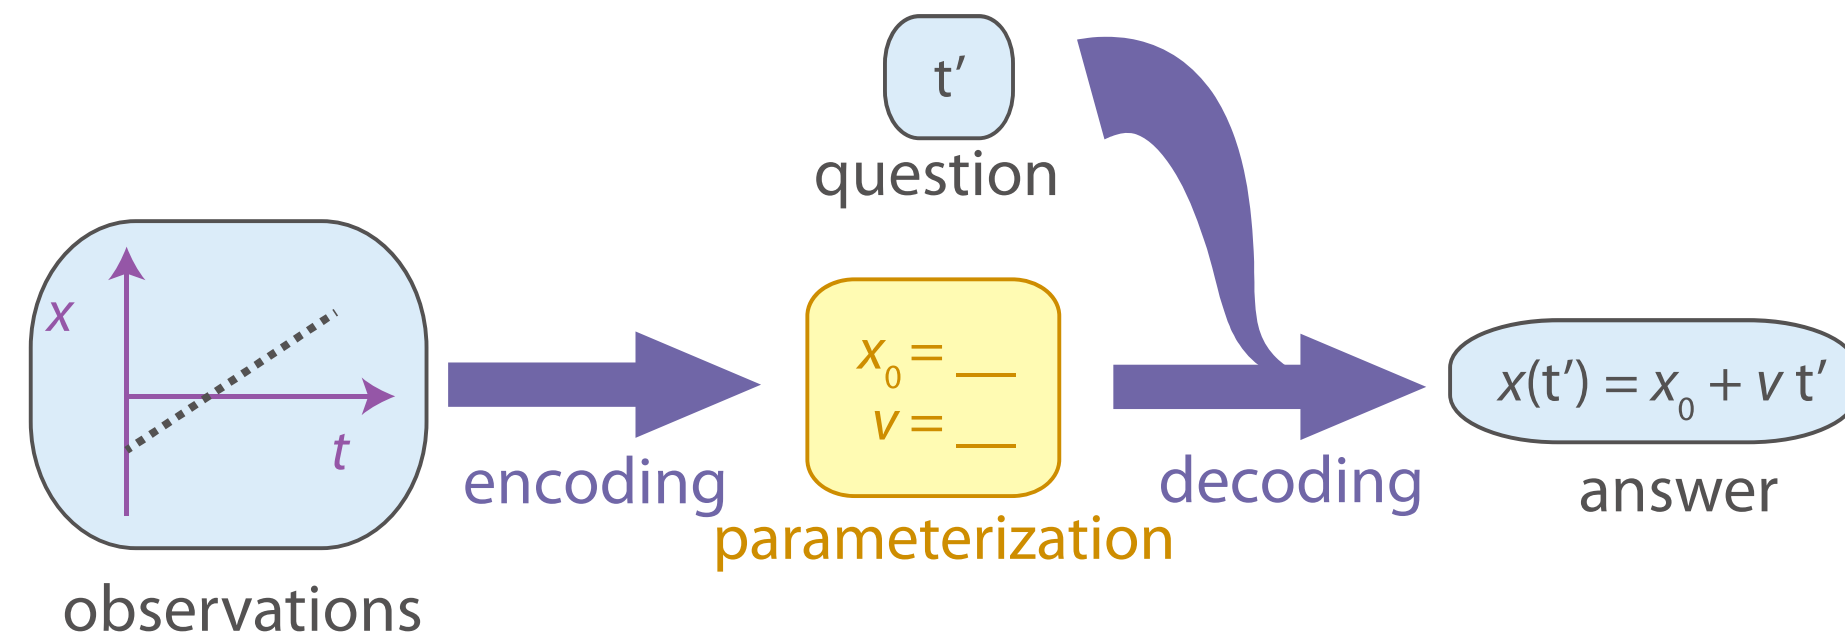 t′
question
x
t
observations
encoding
x₀ = __
v = __
parameterization
decoding
x(t′) = x₀ + v t′
answer